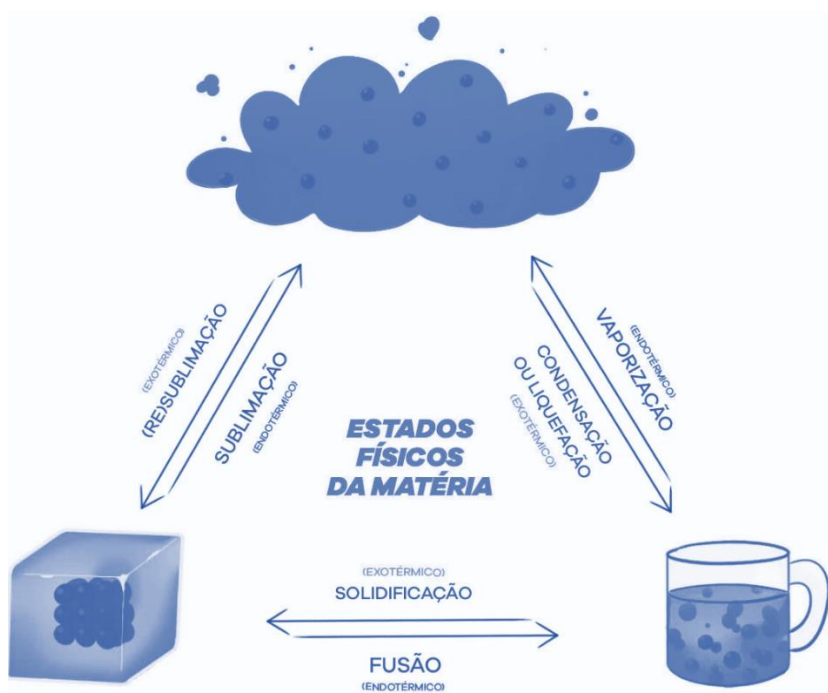 (EXOTÉRMICO)
(RE)SUBLIMAÇÃO
SUBLIMAÇÃO
(ENDOTÉRMICO)
(ENDOTÉRMICO)
VAPORIZAÇÃO
CONDENSAÇÃO
OU LIQUEFAÇÃO
(EXOTÉRMICO)
ESTADOS
FÍSICOS
DA MATÉRIA
(EXOTÉRMICO)
SOLIDIFICAÇÃO
FUSÃO
(ENDOTÉRMICO)